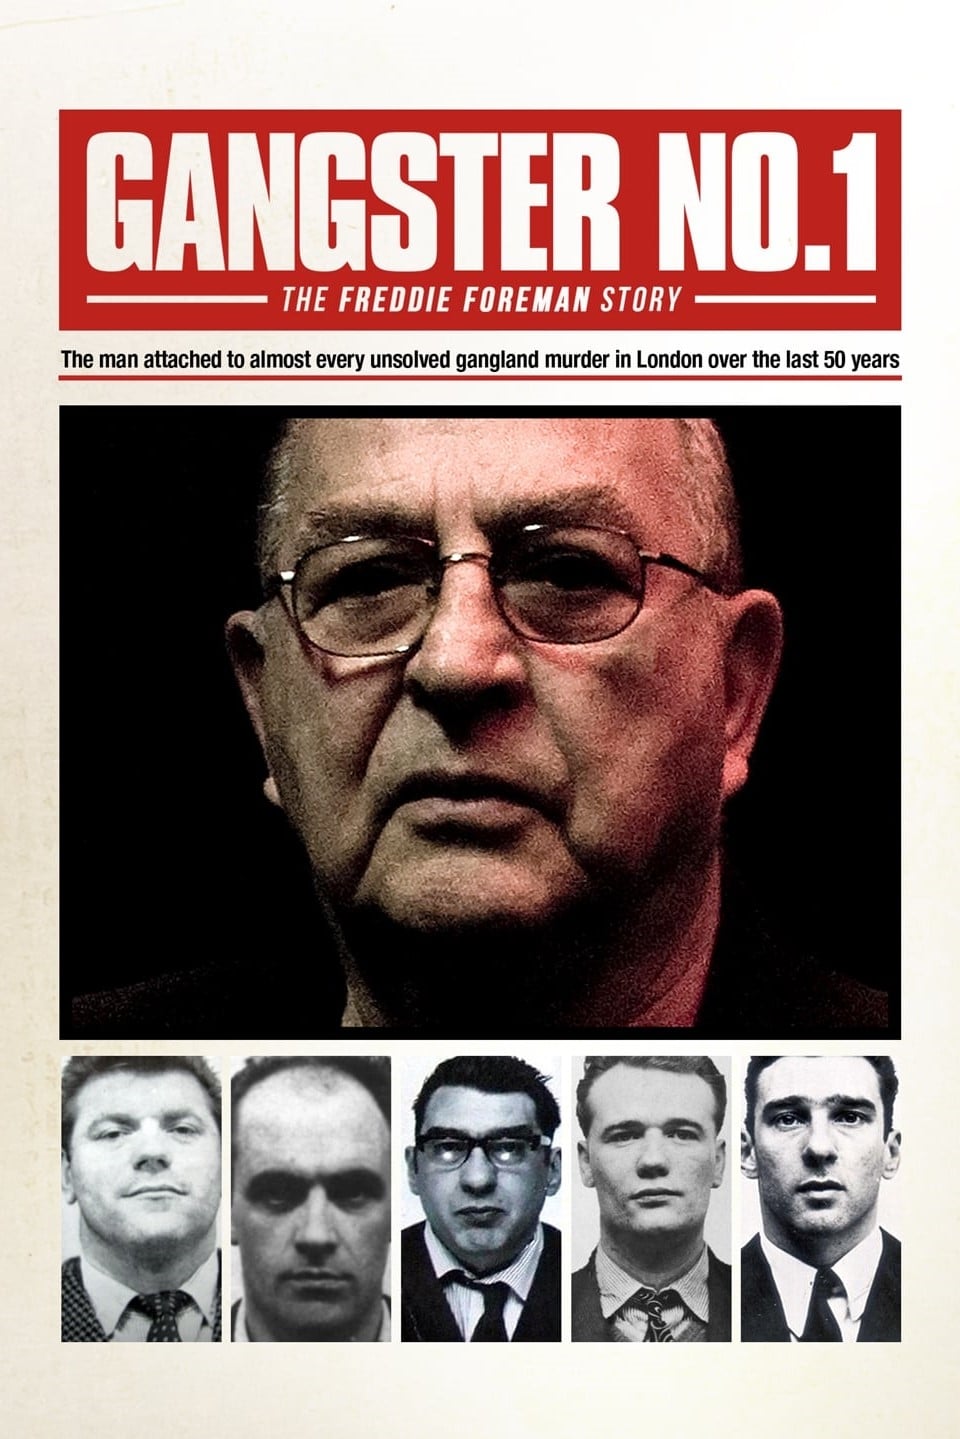 GANGSTER NO.1
THE FREDDIE FOREMAN STORY
The man attached to almost every unsolved gangland murder in London over the last 50 years